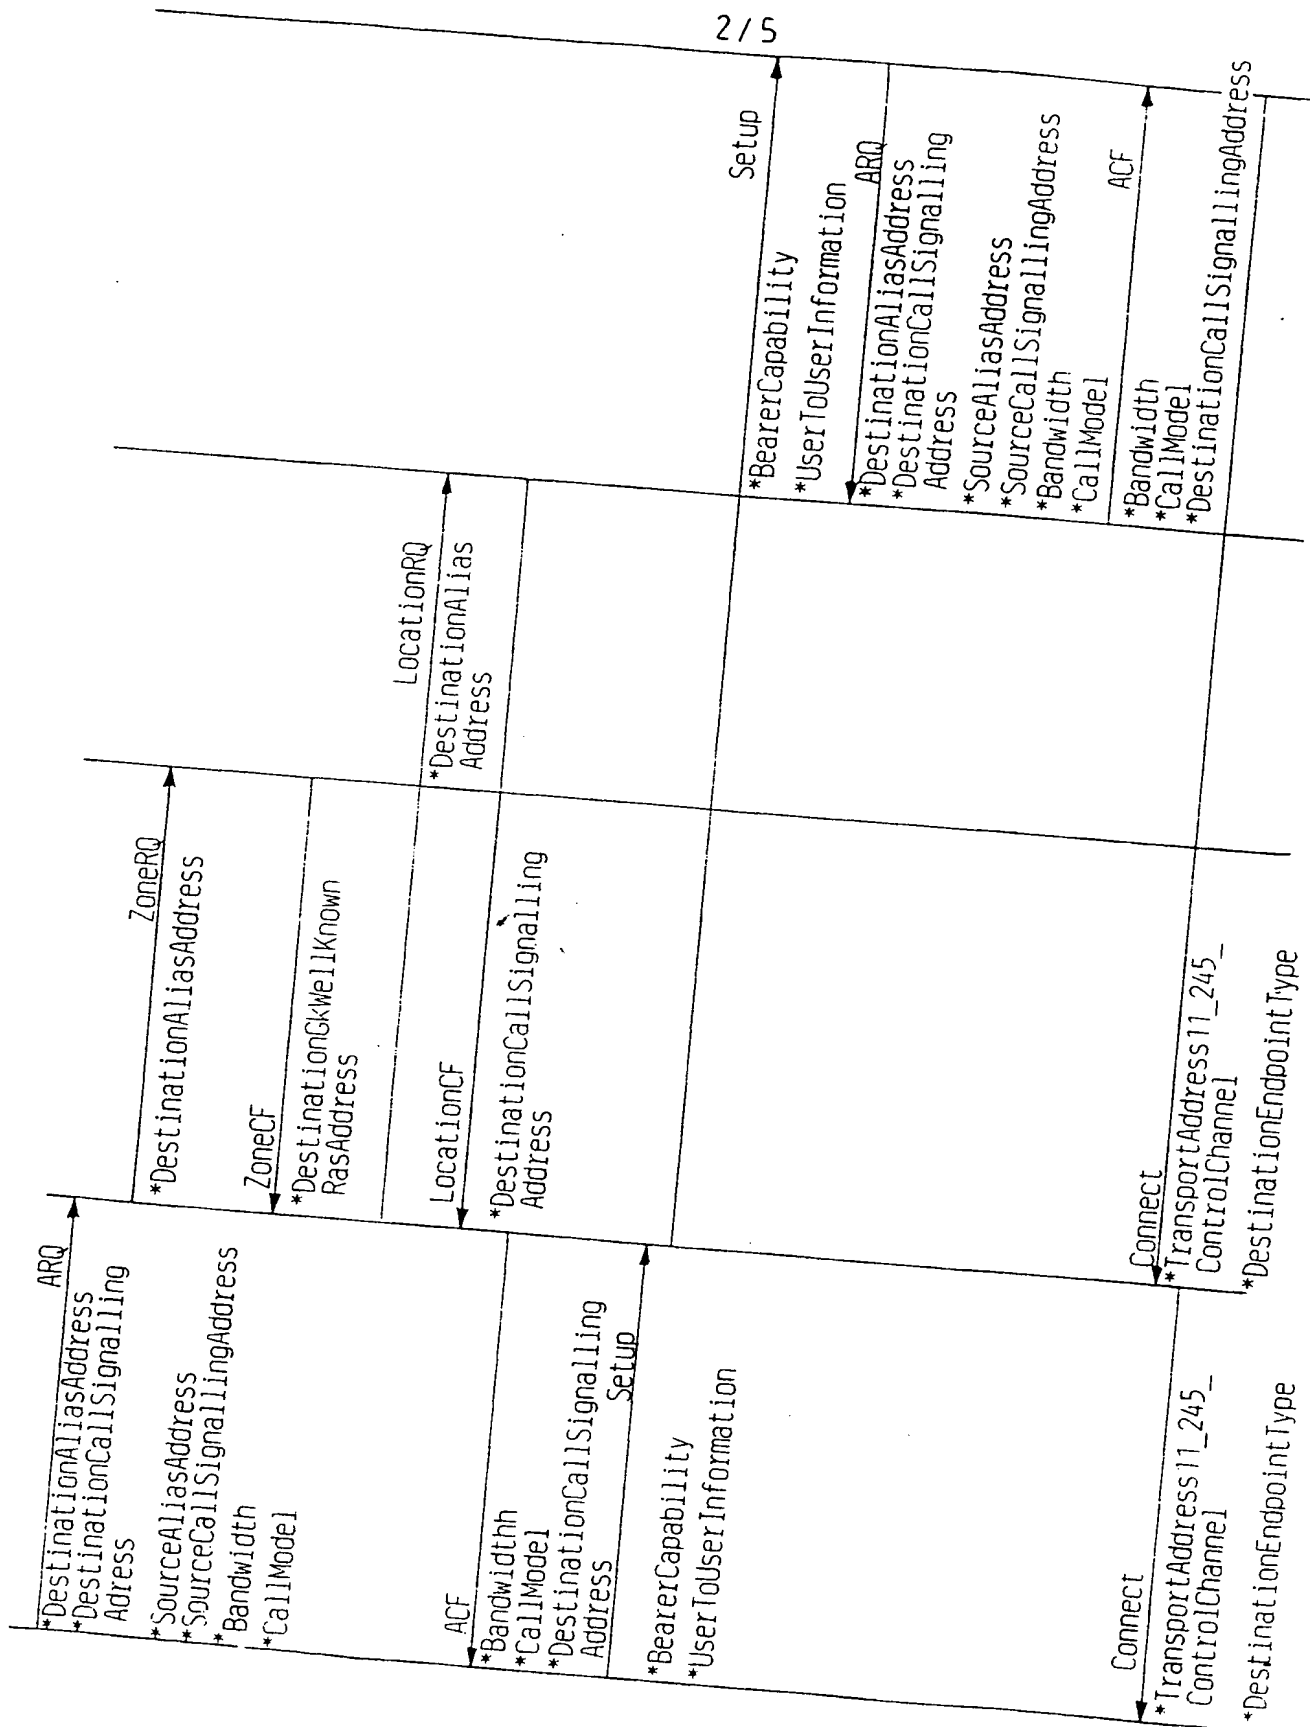 2/5
ARQ
*DestinationAliasAddress
*DestinationCallSignalling
Adress
*SourceAliasAddress
*SourceCallSignallingAddress
*Bandwidth
*CallModel
ZoneRQ
*DestinationAliasAddress
ZoneCF
*DestinationGkWellKnown
RasAddress
LocationRQ
*DestinationAlias
Address
LocationCF
*DestinationCallSignalling
Address
ACF
*Bandwidthh
*CallModel
*DestinationCallSignalling
Address
Setup
*BearerCapability
*UserToUserInformation
Setup
*BearerCapability
*UserToUserInformation
ARQ
*DestinationAliasAddress
*DestinationCallSignalling
Address
*SourceAliasAddress
*SourceCallSignallingAddress
*Bandwidth
*CallModel
ACF
*Bandwidth
*CallModel
*DestinationCallSignallingAddress
Connect
*TransportAddress11_245_
ControlChannel
*DestinationEndpointType
Connect
*TransportAddress11_245_
ControlChannel
*DestinationEndpointType